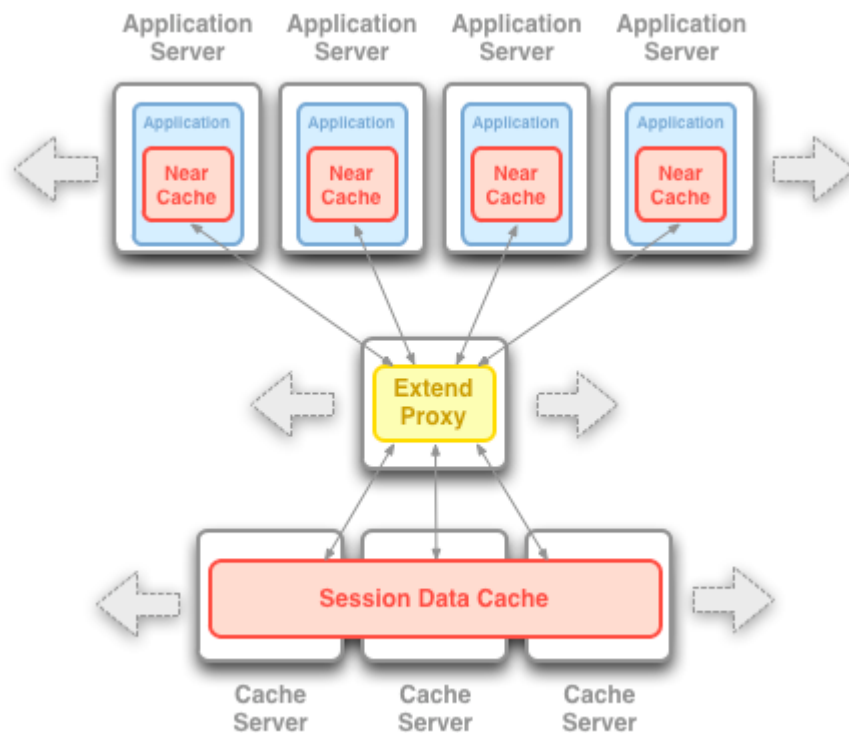 Application Application Application Application
Server Server Server Server
Application Application Application Application
Near Near Near Near
Cache Cache Cache Cache
Extend
Proxy
Session Data Cache
Cache Cache Cache
Server Server Server